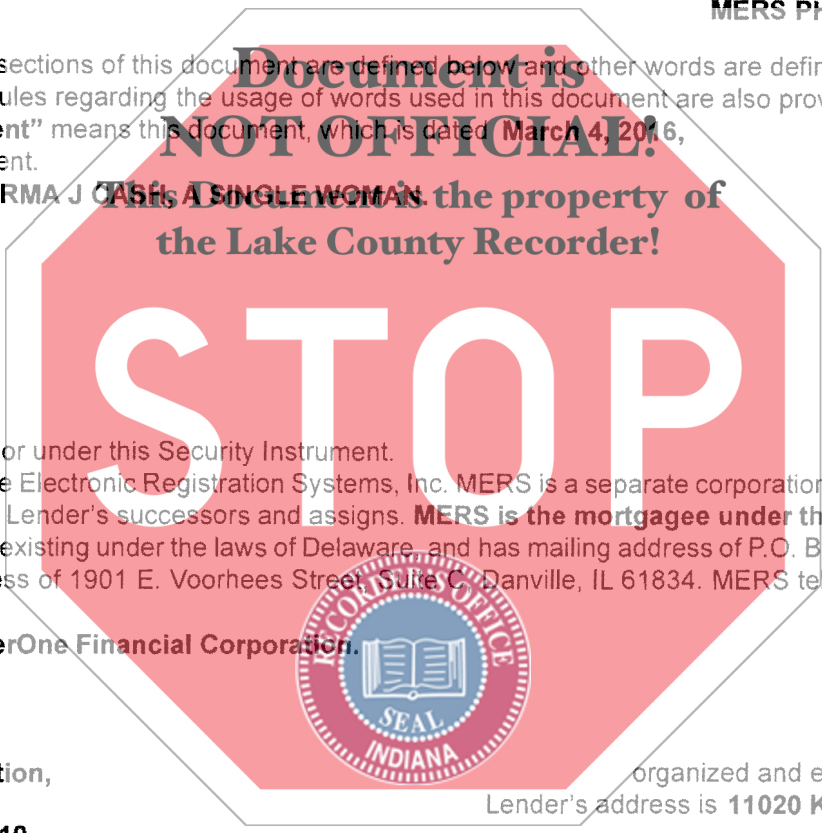 MERS PH
Document is
sections of this document are defined below and other words are defin
ules regarding the usage of words used in this document are also prov
ent” means this document, which is dated March 4, 2016,
NOT OFFICIAL!
ent.
RMA J CASH, A SINGLE WOMAN.
This Document is the property of
the Lake County Recorder!
STOP
or under this Security Instrument.
e Electronic Registration Systems, Inc. MERS is a separate corporation
Lender’s successors and assigns. MERS is the mortgagee under th
existing under the laws of Delaware, and has mailing address of P.O. B
ss of 1901 E. Voorhees Street, Suite C, Danville, IL 61834. MERS tel
RECORDER'S OFFICE
erOne Financial Corporation.
SEAL
INDIANA
tion,
organized and e
Lender’s address is 11020 K